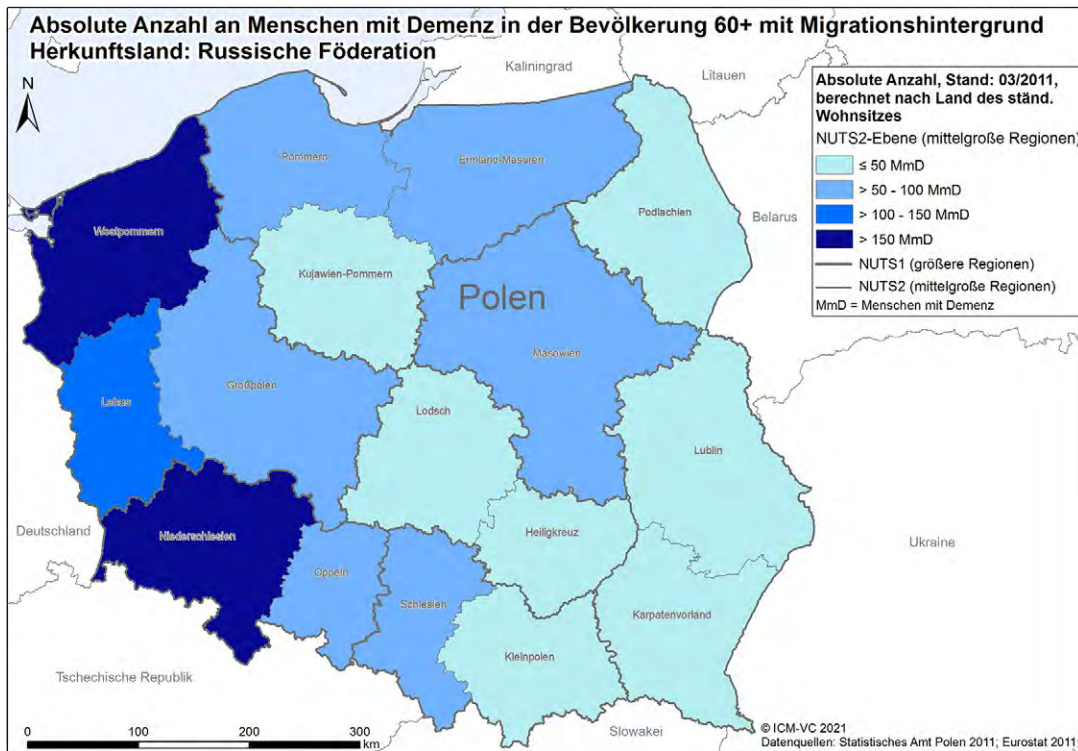 Absolute Anzahl an Menschen mit Demenz in der Bevölkerung 60+ mit Migrationshintergrund
Herkunftsland: Russische Föderation
Kaliningrad
Litauen
N
Absolute Anzahl, Stand: 03/2011,
berechnet nach Land des ständ.
Wohnsitzes
NUTS2-Ebene (mittelgroße Regionen)
≤ 50 MmD
> 50 - 100 MmD
> 100 - 150 MmD
> 150 MmD
NUTS1 (größere Regionen)
NUTS2 (mittelgroße Regionen)
MmD = Menschen mit Demenz
Pommern
Ermland-Masuren
Podlachien
Belarus
Westpommern
Kujawien-Pommern
Polen
Masowien
Großpolen
Lebus
Lodsch
Lublin
Deutschland
Niederschlesien
Heiligkreuz
Ukraine
Oppeln
Schlesien
Karpatenvorland
Kleinpolen
Tschechische Republik
Slowakei
0 100 200 300
km
© ICM-VC 2021
Datenquellen: Statistisches Amt Polen 2011; Eurostat 2011